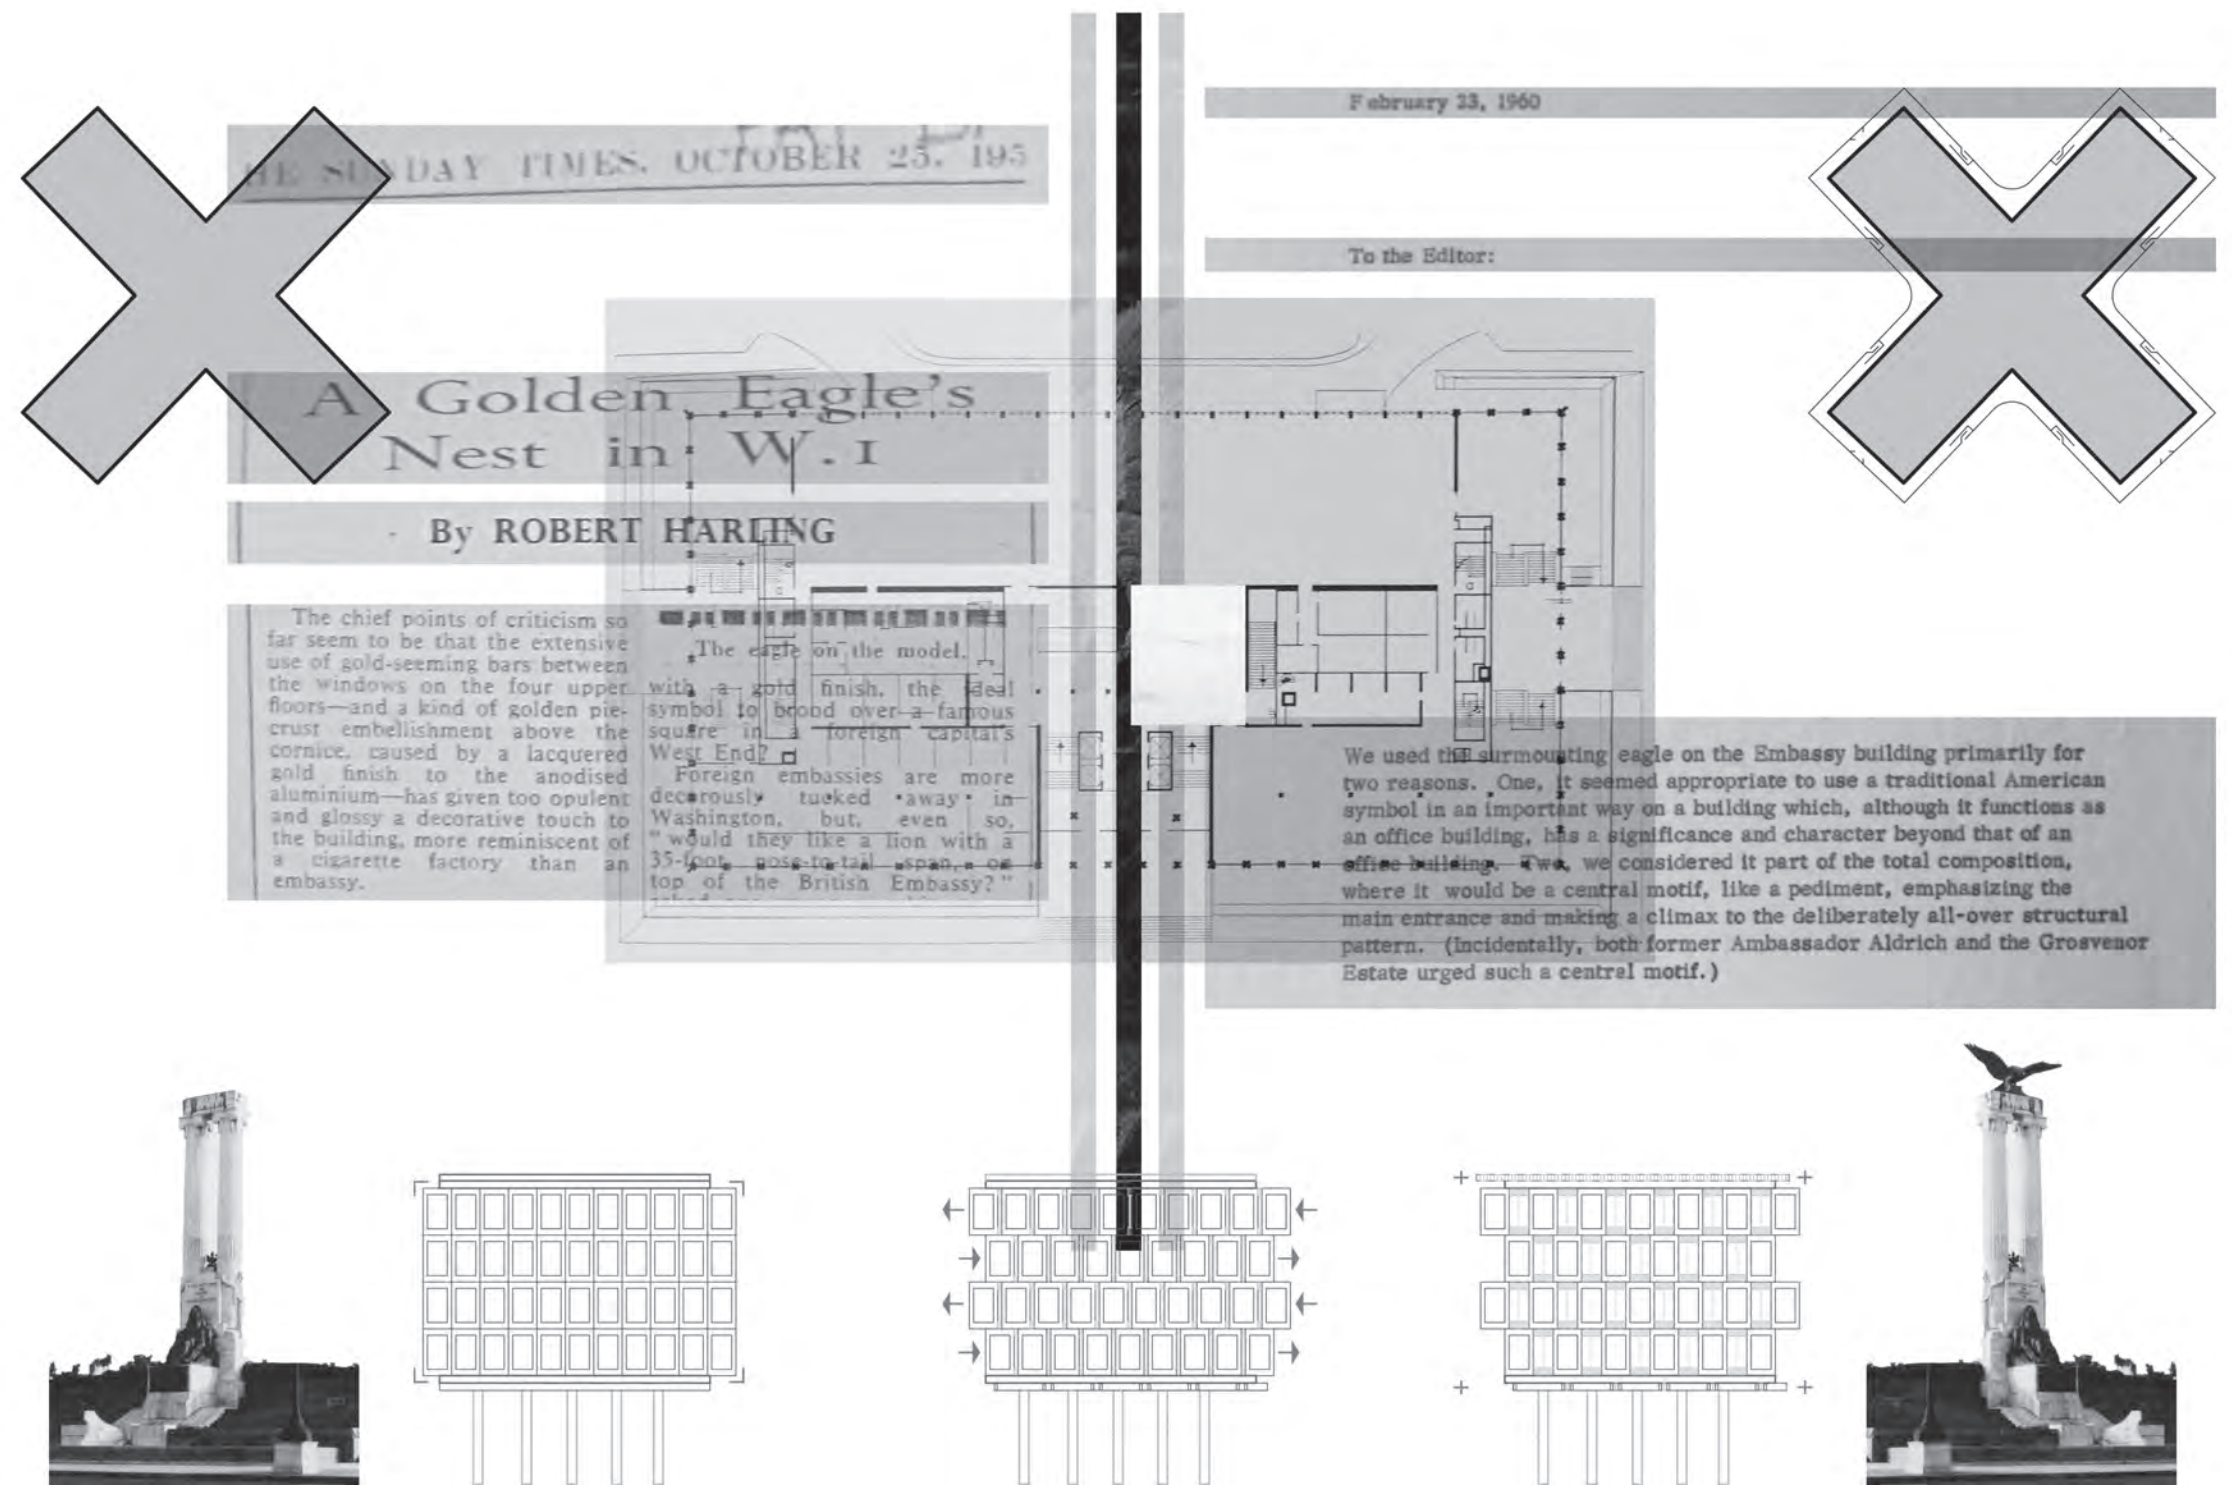 HE SUNDAY TIMES, OCTOBER 25, 195
A Golden Eagle's
Nest in W.1
By ROBERT HARLING
The chief points of criticism so
far seem to be that the extensive
use of gold-seeming bars between
the windows on the four upper
floors—and a kind of golden pie-
crust embellishment above the
cornice, caused by a lacquered
gold finish to the anodised
aluminium—has given too opulent
and glossy a decorative touch to
the building, more reminiscent of
a cigarette factory than an
embassy.
The eagle on the model.
with a gold finish, the ideal
symbol to brood over a famous
square in a foreign capital's
West End?
Foreign embassies are more
decorously tucked away in
Washington, but, even so,
"would they like a lion with a
35-foot nose-to-tail span, on
top of the British Embassy?"
February 23, 1960
To the Editor:
We used the surmounting eagle on the Embassy building primarily for
two reasons. One, it seemed appropriate to use a traditional American
symbol in an important way on a building which, although it functions as
an office building, has a significance and character beyond that of an
office building. Two, we considered it part of the total composition,
where it would be a central motif, like a pediment, emphasizing the
main entrance and making a climax to the deliberately all-over structural
pattern. (Incidentally, both former Ambassador Aldrich and the Grosvenor
Estate urged such a central motif.)